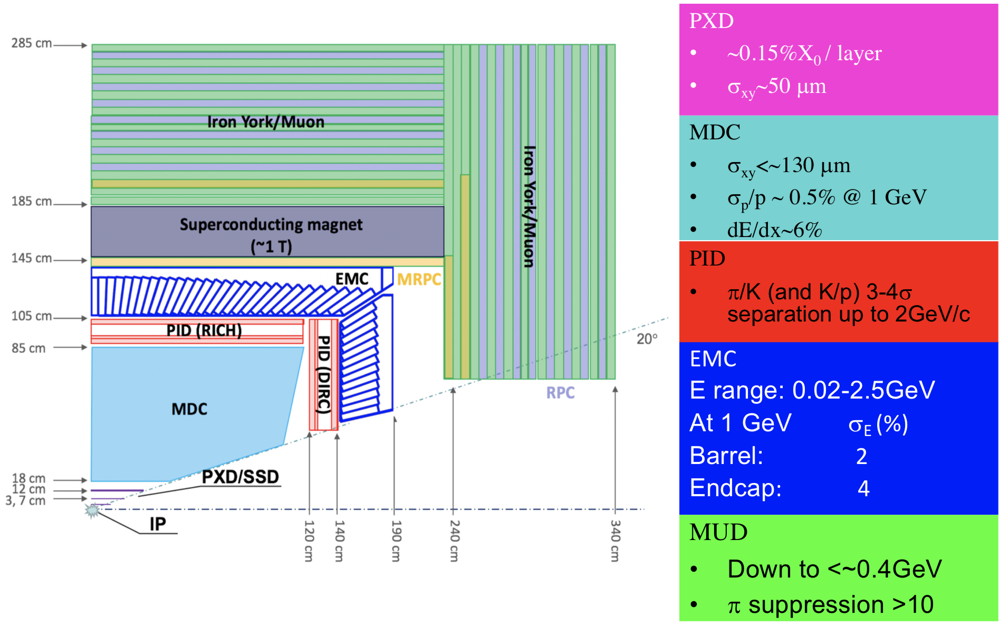 285 cm
185 cm
145 cm
105 cm
85 cm
18 cm
12 cm
3, 7 cm
Iron York/Muon
Superconducting magnet
(~1 T)
EMC
MRPC
PID (RICH)
PID (DIRC)
MDC
PXD/SSD
IP
Iron York/Muon
20°
RPC
120 cm
140 cm
190 cm
240 cm
340 cm
PXD
• ~0.15%X₀ / layer
• σxy~50 μm
MDC
• σxy<~130 μm
• σp/p ~ 0.5% @ 1 GeV
• dE/dx~6%
PID
• π/K (and K/p) 3-4σ
separation up to 2GeV/c
EMC
E range: 0.02-2.5GeV
At 1 GeV σE (%)
Barrel: 2
Endcap: 4
MUD
• Down to <~0.4GeV
• π suppression >10